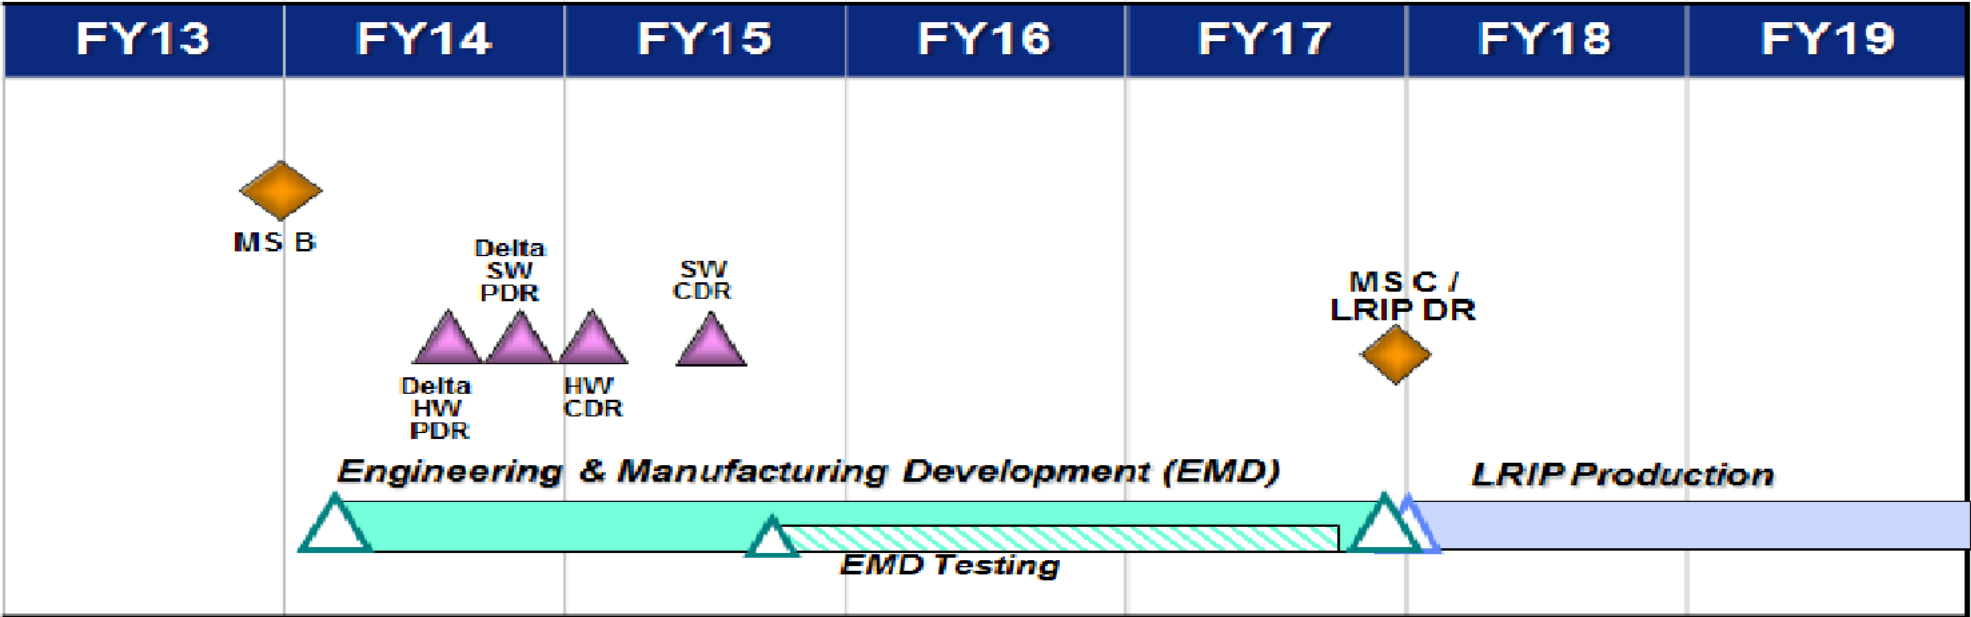 FY13 FY14 FY15 FY16 FY17 FY18 FY19
MS B
Delta
SW
PDR
SW
CDR
MS C /
LRIP DR
Delta
HW
PDR
HW
CDR
Engineering & Manufacturing Development (EMD)
LRIP Production
EMD Testing